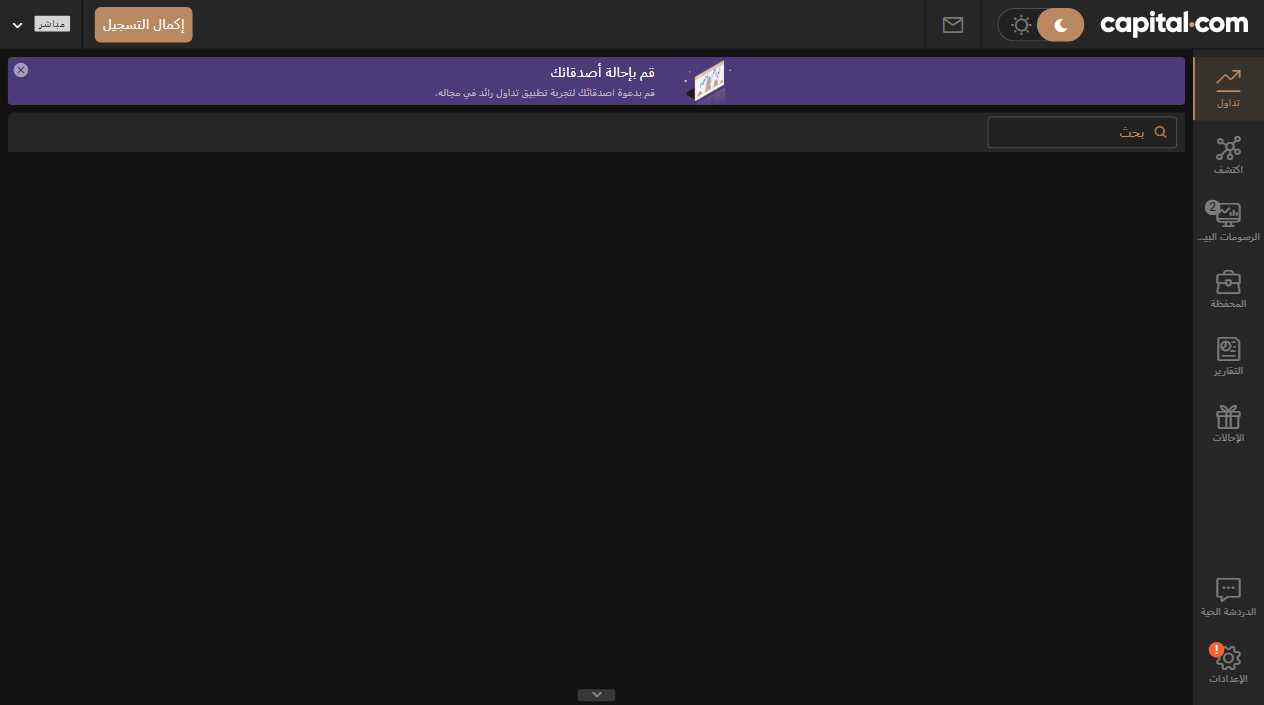 capital.com
إكمال التسجيل
مباشر
قم بإحالة أصدقائك
قم بدعوة اصدقائك لتجربة تطبيق تداول رائد في مجاله.
بحث
تداول
اكتشف
2
الرسومات البيـ...
المحفظة
التقارير
الإحالات
الدردشة الحية
!
الإعدادات